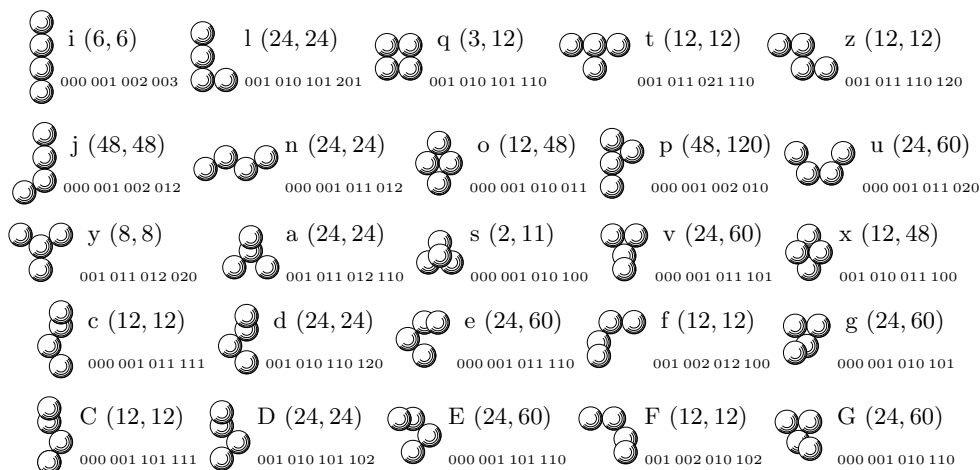 i (6,6) l (24,24) q (3,12) t (12,12) z (12,12)
000 001 002 003 001 010 101 201 001 010 101 110 001 011 021 110 001 011 110 120
j (48,48) n (24,24) o (12,48) p (48,120) u (24,60)
000 001 002 012 000 001 011 012 000 001 010 011 000 001 002 010 000 001 011 020
y (8,8) a (24,24) s (2,11) v (24,60) x (12,48)
001 011 012 020 001 011 012 110 000 001 010 100 000 001 011 101 001 010 011 100
c (12,12) d (24,24) e (24,60) f (12,12) g (24,60)
000 001 011 111 001 010 110 120 000 001 011 110 001 002 012 100 000 001 010 101
C (12,12) D (24,24) E (24,60) F (12,12) G (24,60)
000 001 101 111 001 010 101 102 000 001 101 110 001 002 010 102 000 001 010 110